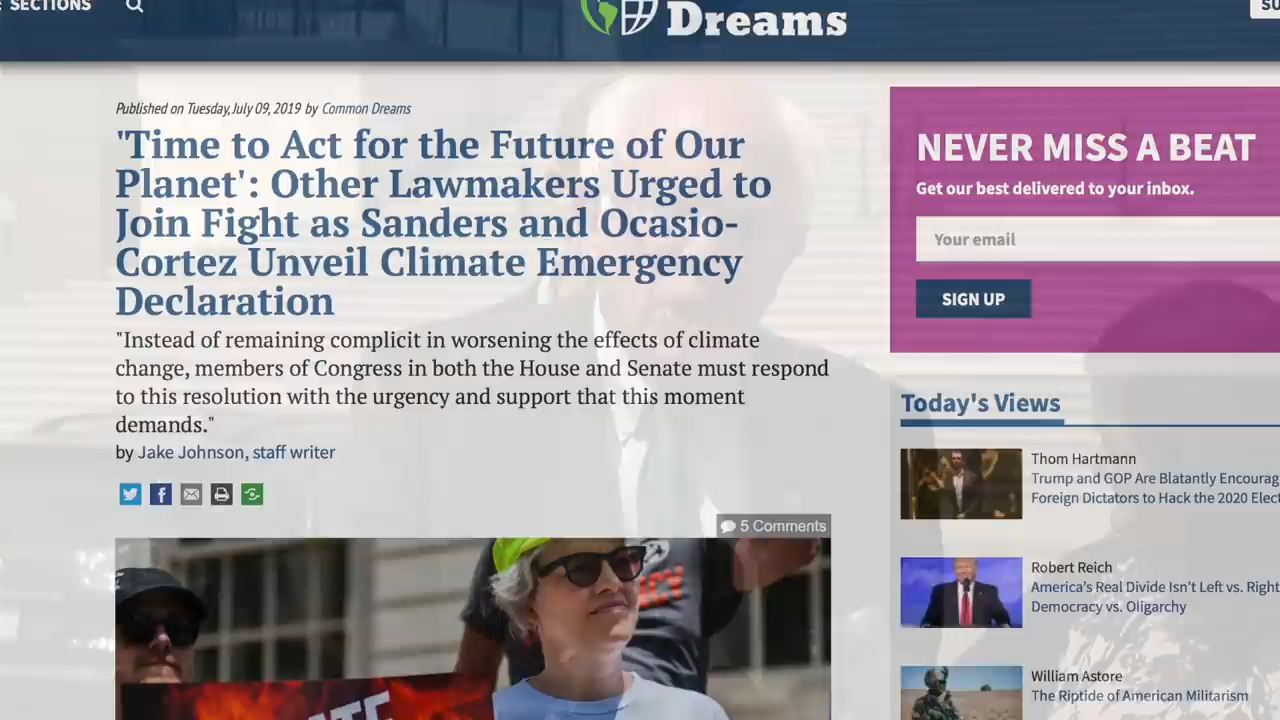 SECTIONS
Dreams
Published on Tuesday, July 09, 2019 by Common Dreams
'Time to Act for the Future of Our
Planet': Other Lawmakers Urged to
Join Fight as Sanders and Ocasio-
Cortez Unveil Climate Emergency
Declaration
"Instead of remaining complicit in worsening the effects of climate
change, members of Congress in both the House and Senate must respond
to this resolution with the urgency and support that this moment
demands."
by Jake Johnson, staff writer
5 Comments
NEVER MISS A BEAT
Get our best delivered to your inbox.
Your email
SIGN UP
Today's Views
Thom Hartmann
Trump and GOP Are Blatantly Encourag
Foreign Dictators to Hack the 2020 Elect
Robert Reich
America's Real Divide Isn't Left vs. Right
Democracy vs. Oligarchy
William Astore
The Riptide of American Militarism